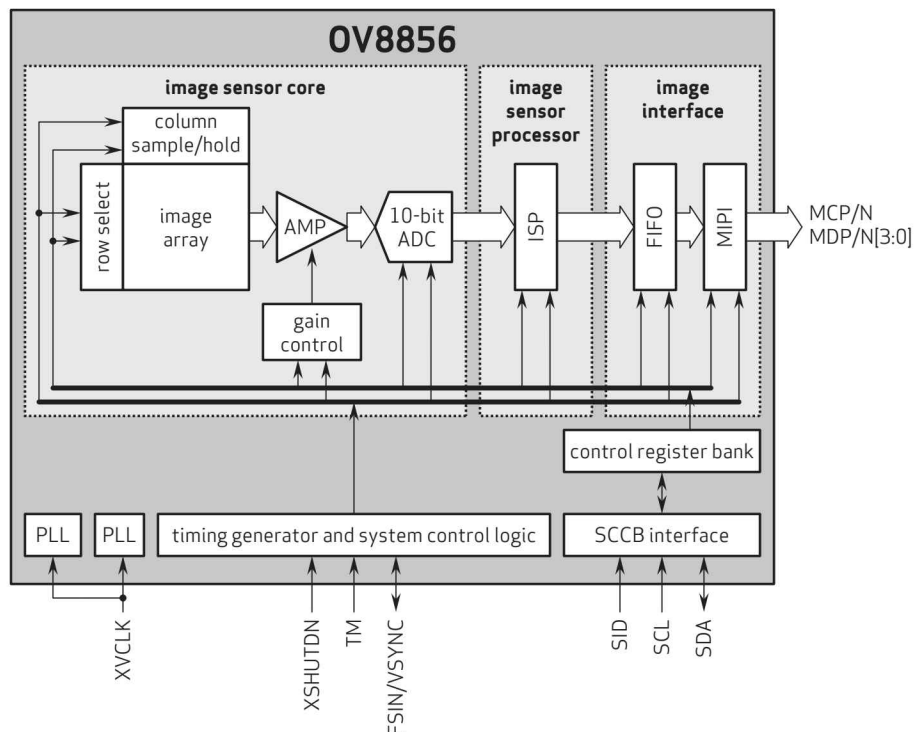 OV8856
image sensor core
image
sensor
processor
image
interface
column
sample/hold
row select
image
array
AMP
10-bit
ADC
ISP
FIFO
MIPI
MCP/N
MDP/N[3:0]
gain
control
control register bank
PLL
PLL
timing generator and system control logic
SCCB interface
XVCLK
XSHUTDN
TM
FSIN/VSYNC
SID
SCL
SDA